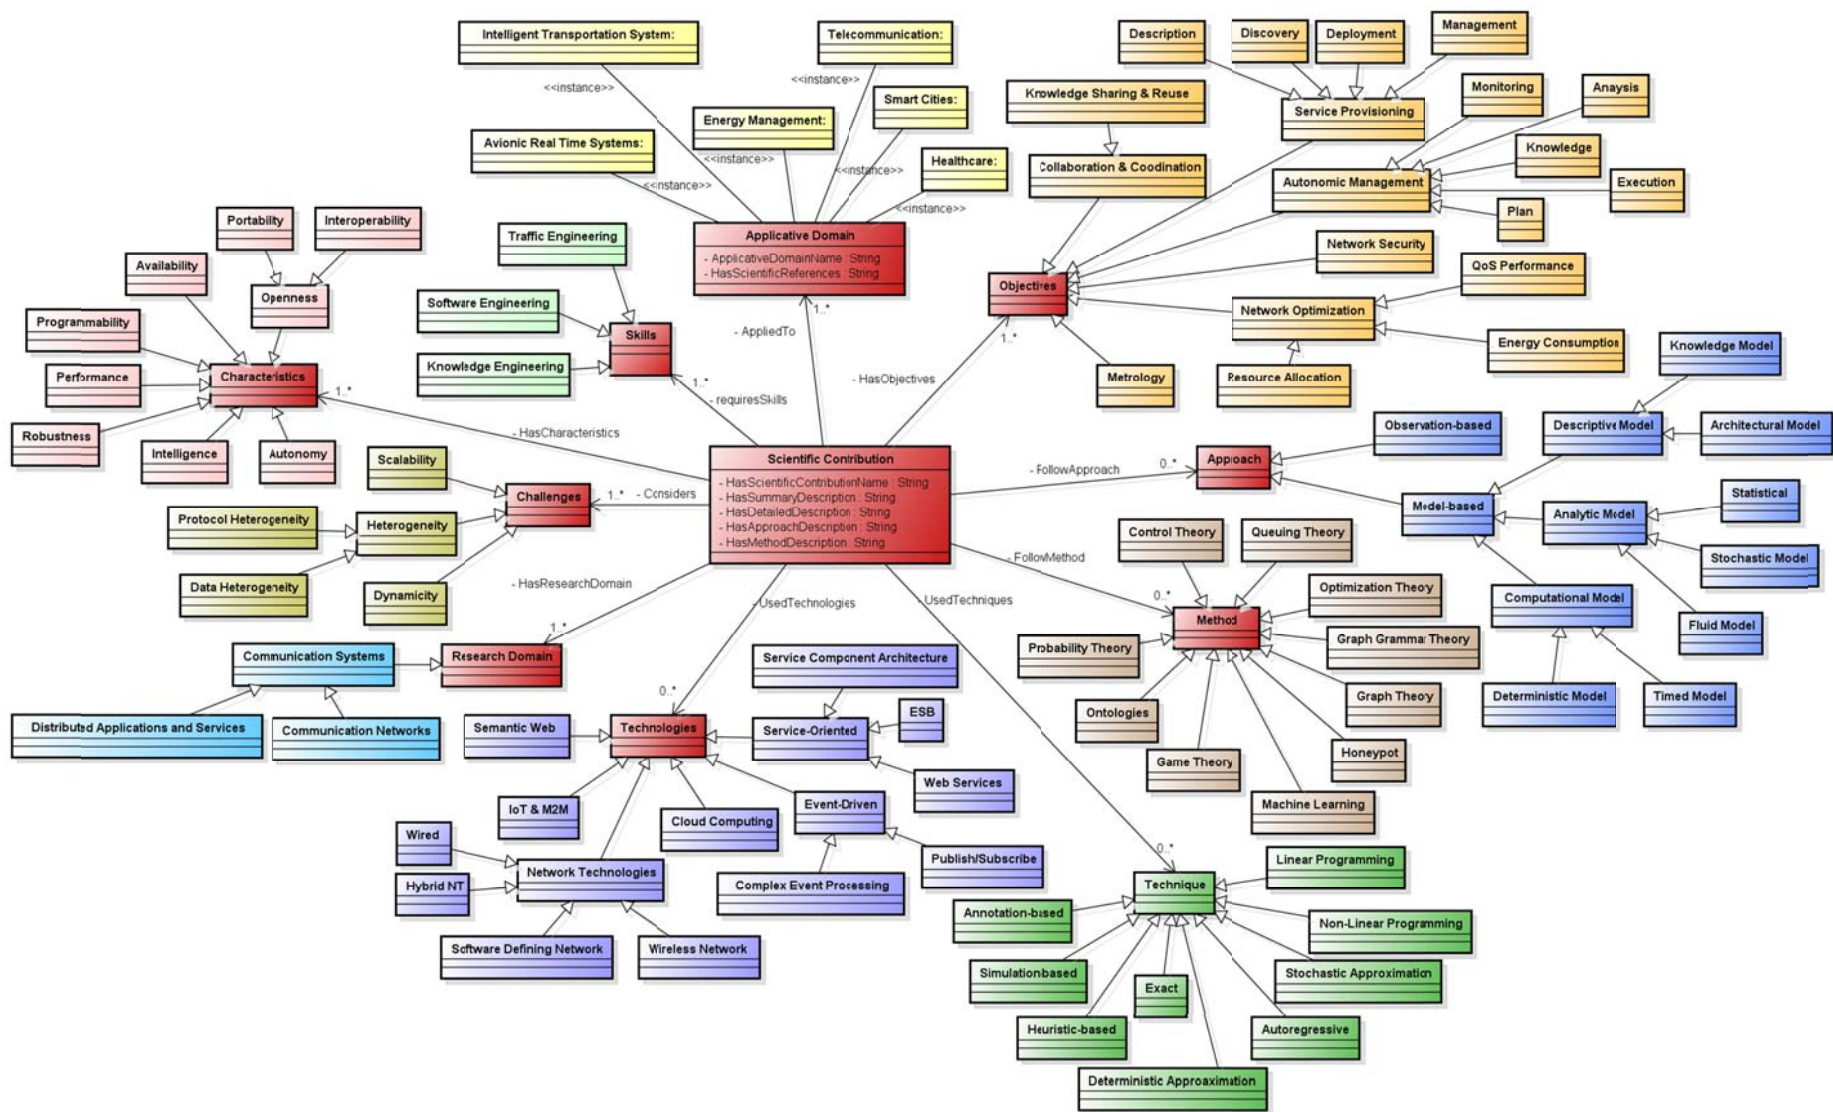 Intelligent Transportation System:
Telecommunication:
<<instance>>
<<instance>>
Smart Cities:
Energy Management:
Avionic Real Time Systems:
<<instance>>
<<instance>>
<<instance>>
Healthcare:
<<instance>>
Applicative Domain
- ApplicativeDomainName : String
- HasScientificReferences : String
1..*
- AppliedTo
Description
Discovery
Deployment
Management
Service Provisioning
Knowledge Sharing & Reuse
Collaboration & Coodination
Monitoring
Anaysis
Knowledge
Execution
Plan
Autonomic Management
Network Security
QoS Performance
Network Optimization
Energy Consumption
Resource Allocation
Metrology
Objectives
1..*
- HasObjectives
Traffic Engineering
Software Engineering
Knowledge Engineering
Skills
1..*
- requiresSkills
Portability
Interoperability
Availability
Openness
Programmability
Performance
Robustness
Intelligence
Autonomy
Characteristics
1..*
- HasCharacteristics
Scientific Contribution
- HasScientificContributionName : String
- HasSummaryDescription : String
- HasDetailedDescription : String
- HasApproachDescription : String
- HasMethodDescription : String
Scalability
Challenges
1..*
- Considers
Protocol Heterogeneity
Heterogeneity
Data Heterogeneity
Dynamicity
- HasResearchDomain
1..*
Research Domain
Communication Systems
Distributed Applications and Services
Communication Networks
- FollowApproach
0..*
Approach
Observation-based
Model-based
Knowledge Model
Descriptive Model
Architectural Model
Analytic Model
Statistical
Stochastic Model
Fluid Model
Computational Model
Deterministic Model
Timed Model
- FollowMethod
0..*
Method
Control Theory
Queuing Theory
Optimization Theory
Graph Grammar Theory
Graph Theory
Honeypot
Machine Learning
Game Theory
Ontologies
Probability Theory
- UsedTechnologies
0..*
Technologies
Service Component Architecture
Service-Oriented
ESB
Web Services
Semantic Web
IoT & M2M
Cloud Computing
Event-Driven
Publish/Subscribe
Complex Event Processing
Wired
Hybrid NT
Network Technologies
Software Defining Network
Wireless Network
UsedTechniques
0..*
Technique
Linear Programming
Non-Linear Programming
Stochastic Approximation
Autoregressive
Deterministic Approaximation
Exact
Heuristic-based
Simulationbased
Annotation-based